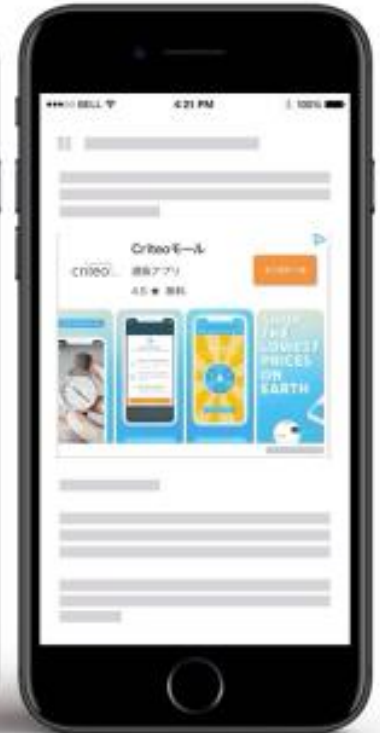 BELL 4:21 PM 100%
Criteoモール
criteo
通販アプリ
4.5 ★ 無料
SHOP
THE
LOWEST
PRICES
ON
EARTH